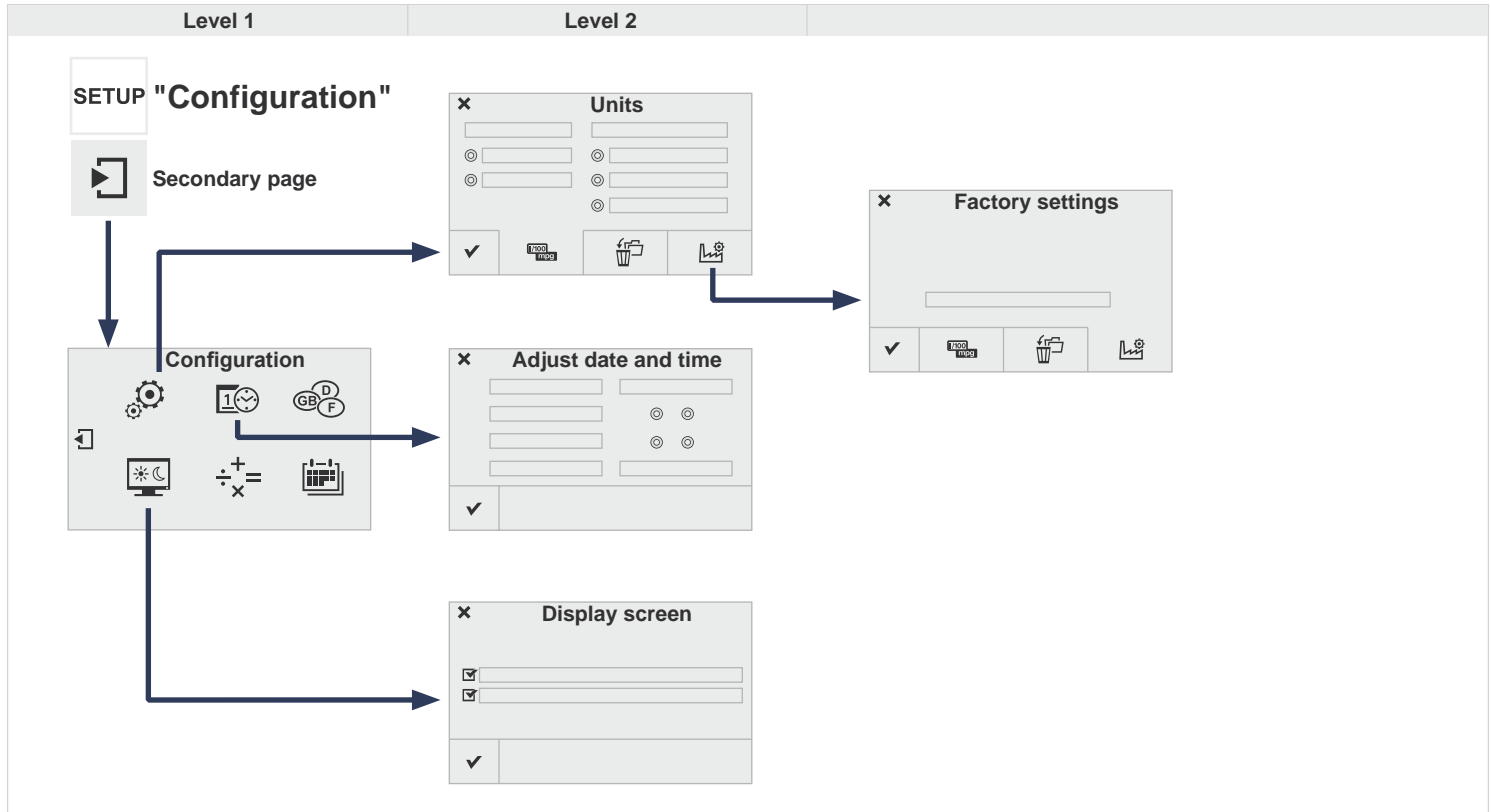 Level 1
Level 2
SETUP "Configuration"
Secondary page
Units
l/100
mpg
Factory settings
l/100
mpg
Configuration
1
GB
D
F
Adjust date and time
Display screen